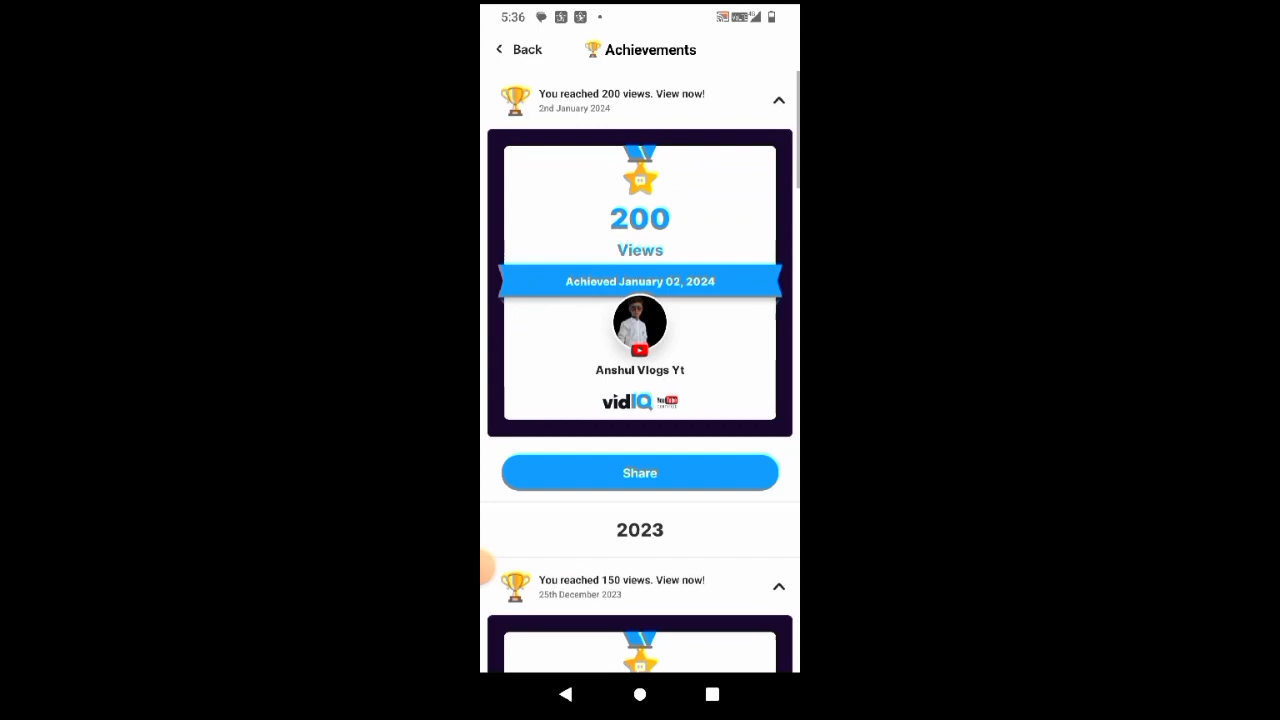 5:36
Back
🏆 Achievements
You reached 200 views. View now!
2nd January 2024
200
Views
Achieved January 02, 2024
Anshul Vlogs Yt
vidIQ YouTube
Share
2023
You reached 150 views. View now!
25th December 2023